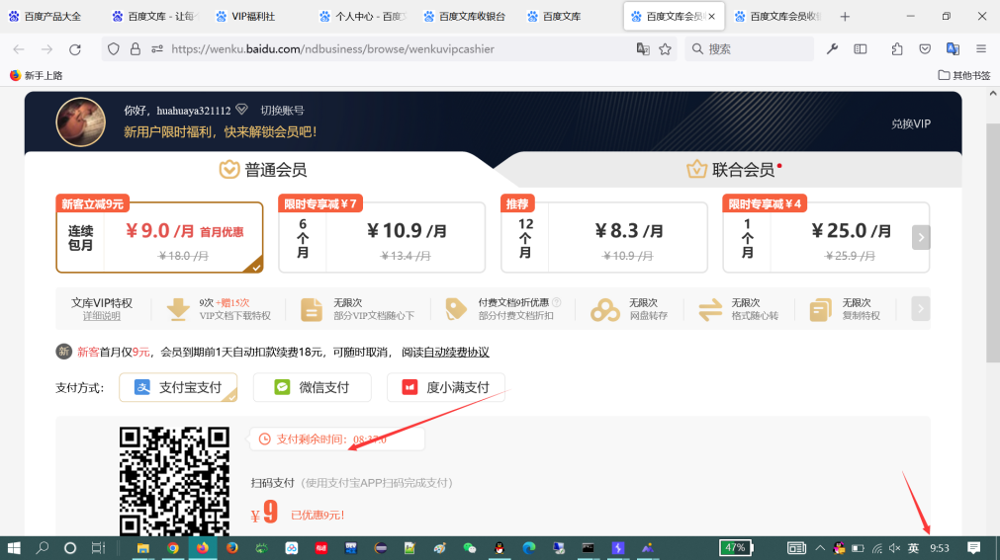 百度产品大全
百度文库 - 让每
VIP福利社
个人中心 - 百度
百度文库收银台
百度文库
百度文库会员
百度文库会员收
https://wenku.baidu.com/ndbusiness/browse/wenkuvipcashier
搜索
新手上路
其他书签
你好，huahuaya321112 切换账号
新用户限时福利，快来解锁会员吧！
兑换VIP
普通会员
联合会员
新客立减9元
连续包月
¥9.0 /月 首月优惠
¥18.0 /月
限时专享减¥7
6个月
¥10.9 /月
¥13.4 /月
推荐
12个月
¥8.3 /月
¥10.9 /月
限时专享减¥4
1个月
¥25.0 /月
¥25.9 /月
文库VIP特权
详细说明
9次 +赠15次
VIP文档下载特权
无限次
部分VIP文档随心下
付费文档9折优惠
部分付费文档折扣
无限次
网盘转存
无限次
格式随心转
无限次
复制特权
新 新客首月仅9元，会员到期前1天自动扣款续费18元，可随时取消， 阅读自动续费协议
支付方式：
支付宝支付
微信支付
度小满支付
支付剩余时间：
扫码支付（使用支付宝APP扫码完成支付）
¥9 已优惠9元！
47%
英
9:53